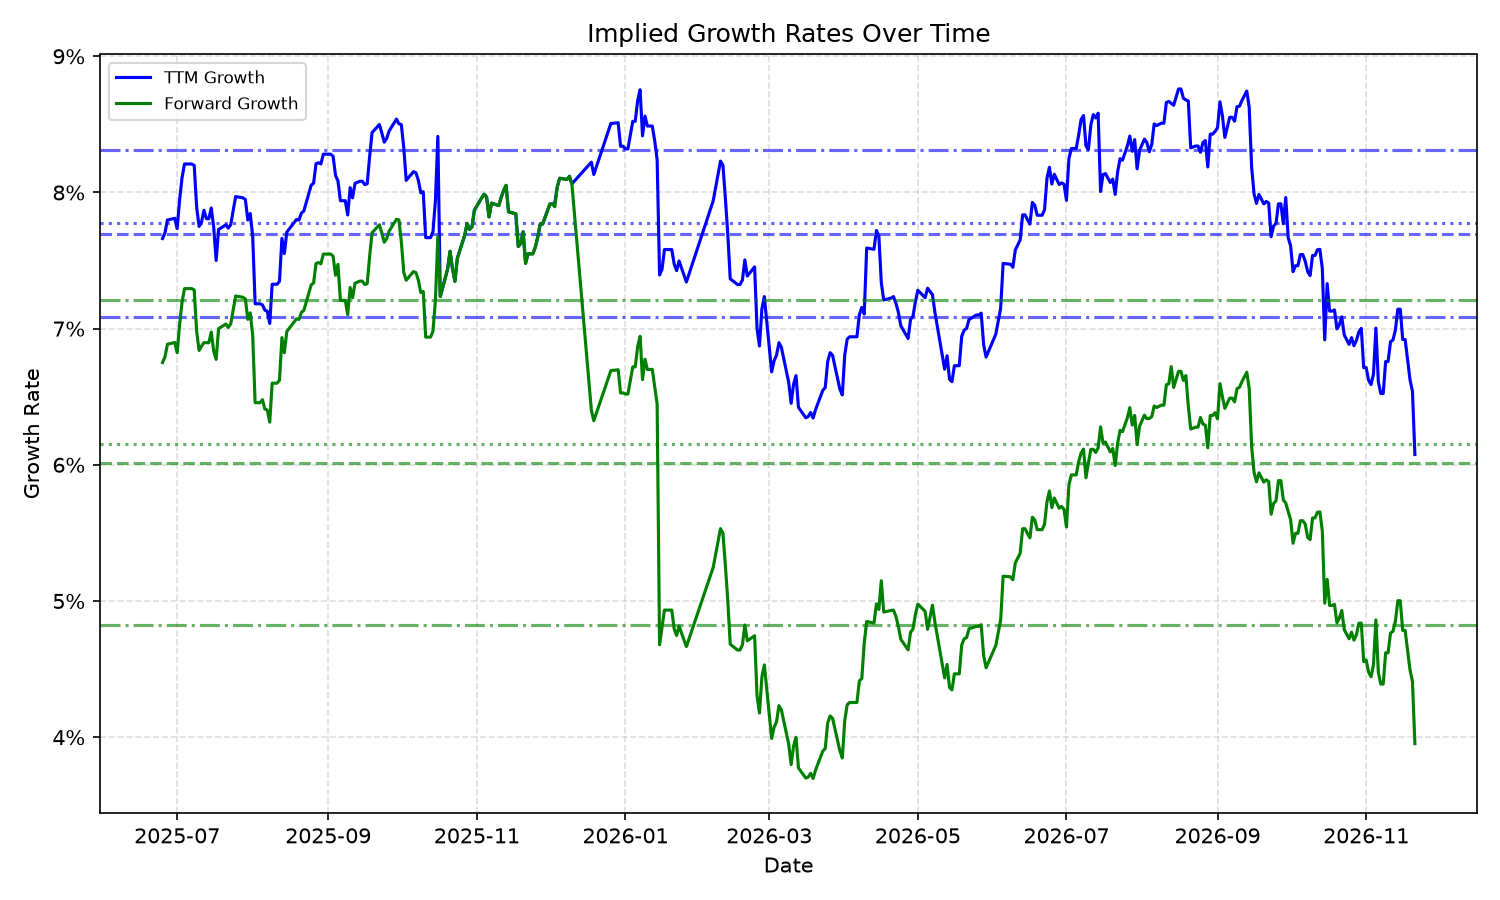 Implied Growth Rates Over Time
TTM Growth
Forward Growth
Growth Rate
9%
8%
7%
6%
5%
4%
2025-07 2025-09 2025-11 2026-01 2026-03 2026-05 2026-07 2026-09 2026-11
Date